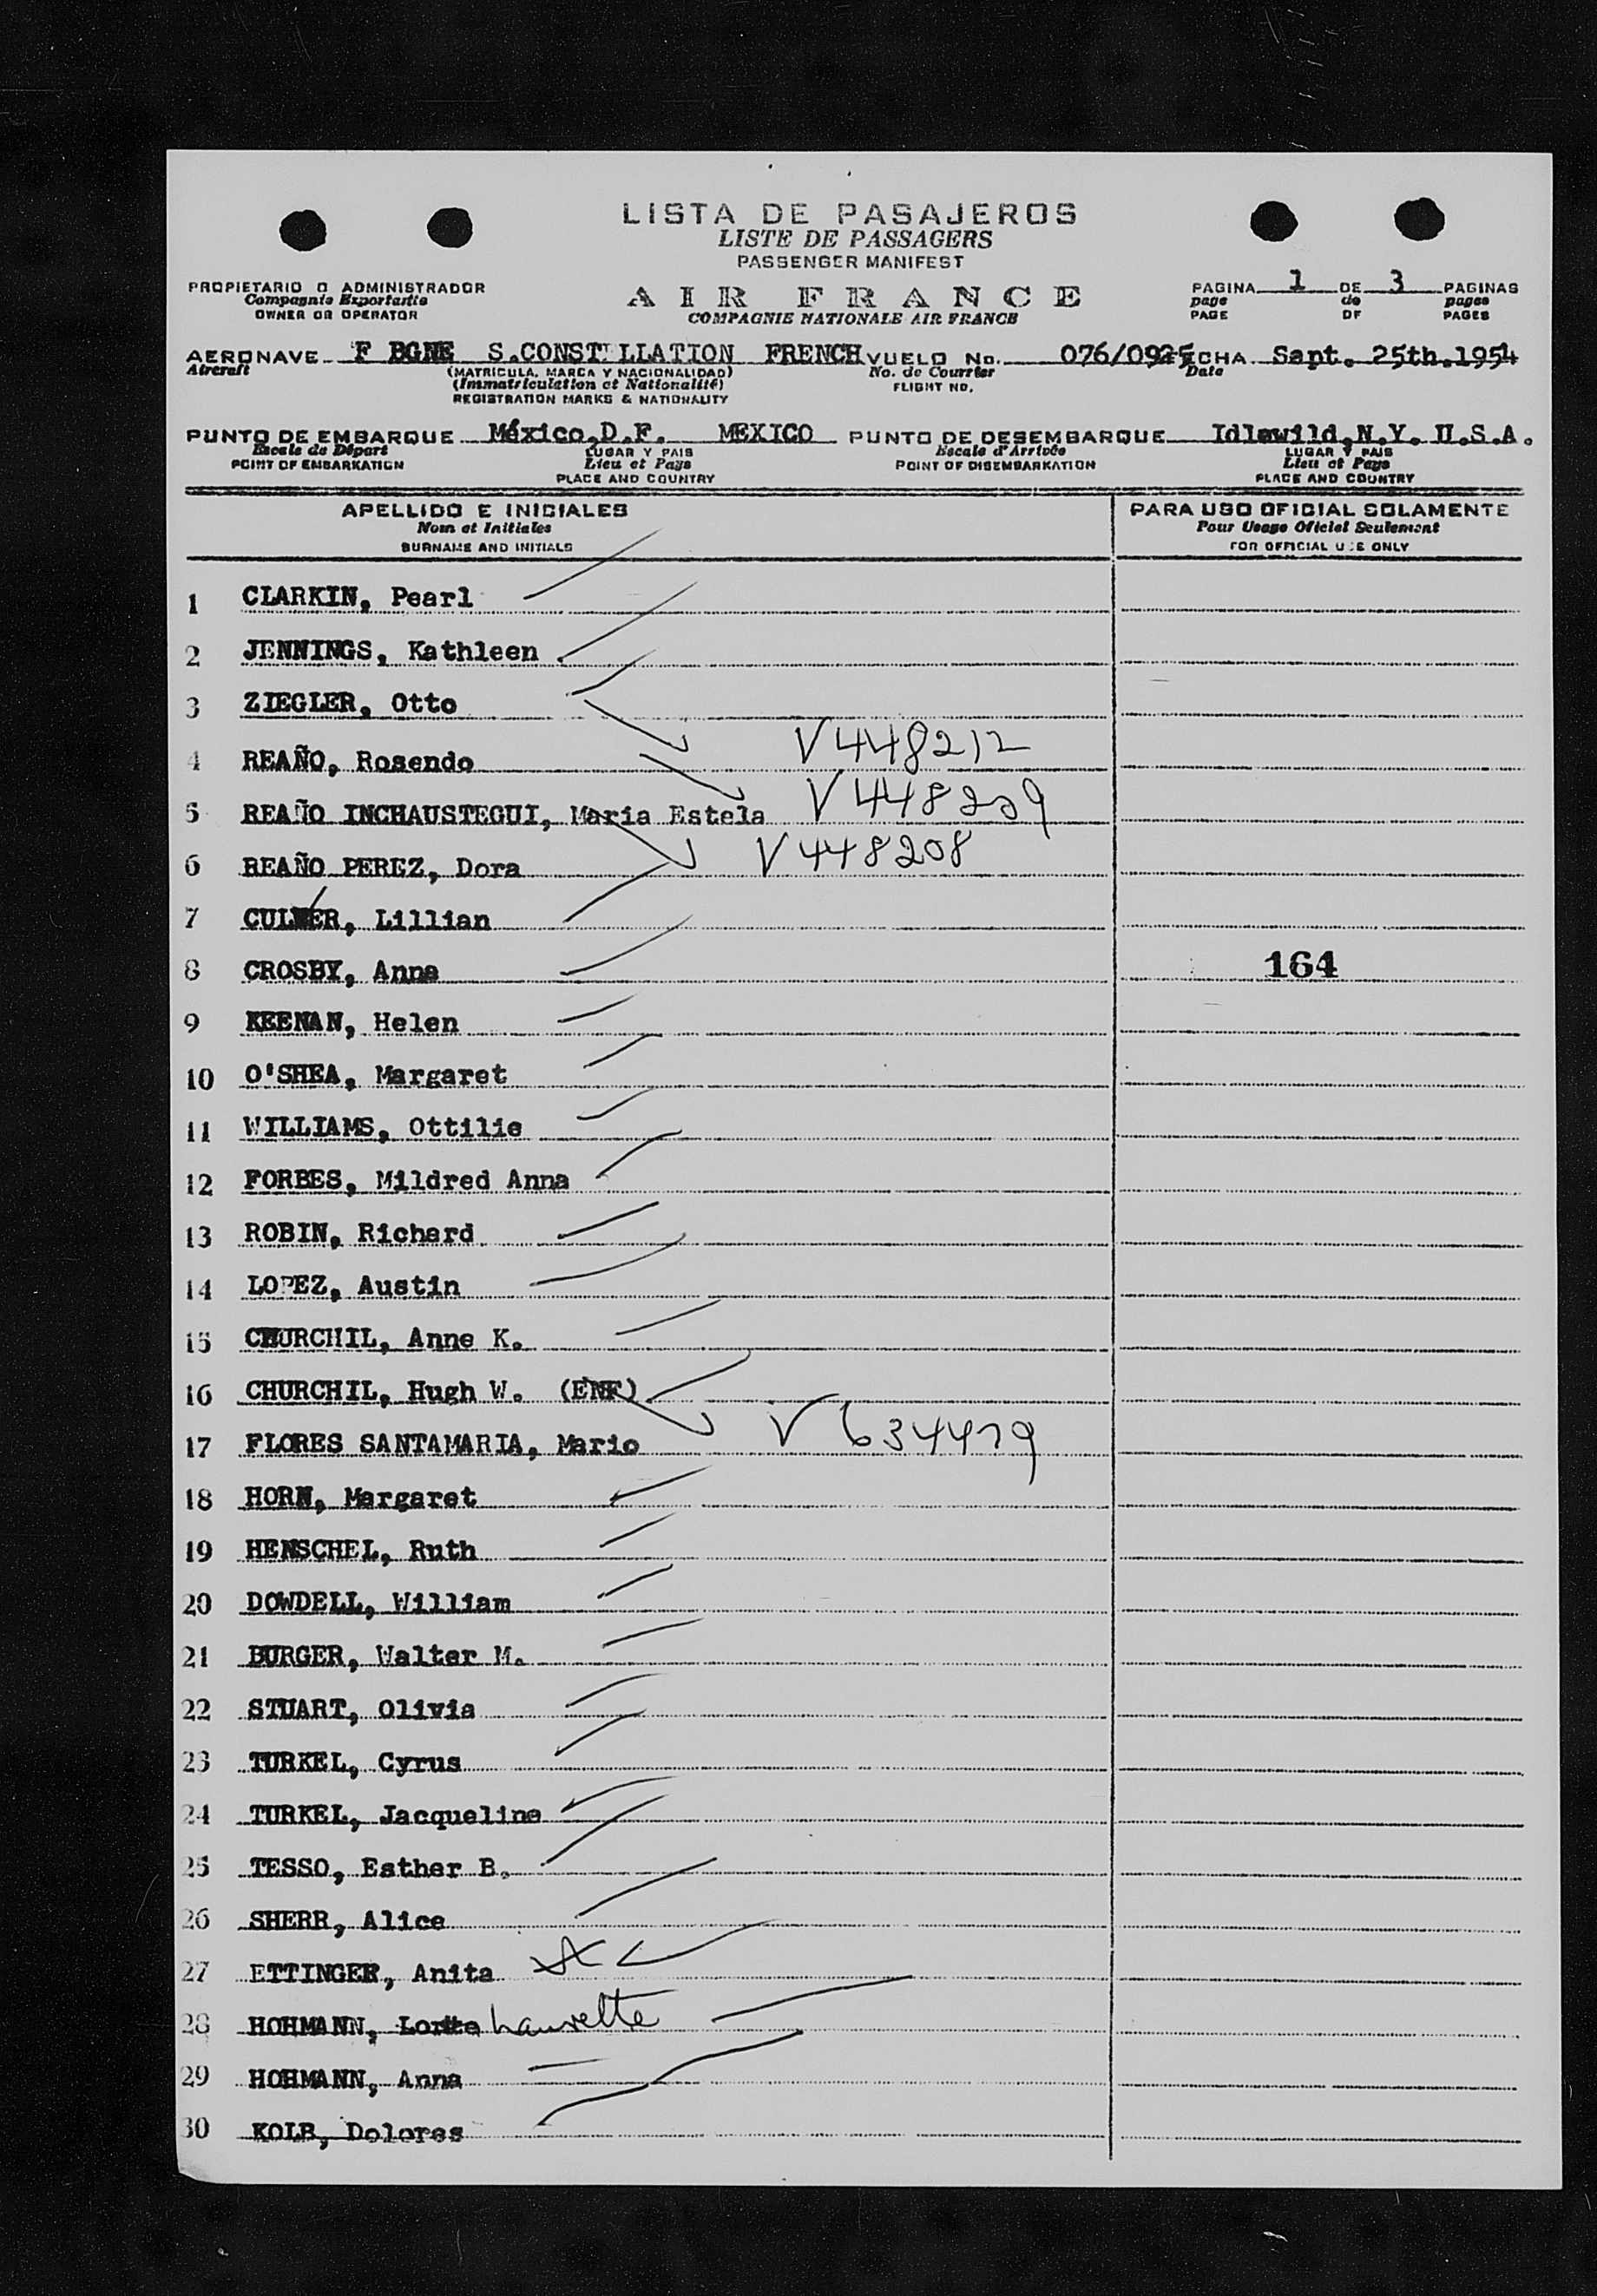 LISTA DE PASAJEROS
LISTE DE PASSAGERS
PASSENGER MANIFEST
PROPIETARIO O ADMINISTRADOR
Compagnie Exportarite
OWNER OR OPERATOR
AIR FRANCE
COMPAGNIE NATIONALE AIR FRANCE
PAGINA 1 DE 3 PAGINAS
page de pages
PAGE OF PAGES
AERONAVE F BGNE S.CONSTELLATION FRENCH VUELO No. 076/0925 FECHA Sept. 25th.1954
Aircraft (MATRICULA, MARCA Y NACIONALIDAD) No. de Courrier Date
(Immatriculation et Nationalité) FLIGHT NO.
REGISTRATION MARKS & NATIONALITY
PUNTO DE EMBARQUE México,D.F. MEXICO PUNTO DE DESEMBARQUE Idlewild,N.Y. U.S.A.
Escale de Départ LUGAR Y PAIS Escale d'Arrivée LUGAR Y PAIS
POINT OF EMBARKATION Lieu et Pays POINT OF DISEMBARKATION Lieu et Pays
PLACE AND COUNTRY PLACE AND COUNTRY
APELLIDO E INICIALES PARA USO OFICIAL SOLAMENTE
Nom et Initiales Pour Usage Oficiel Seulement
SURNAME AND INITIALS FOR OFFICIAL USE ONLY
1 CLARKIN, Pearl
2 JENNINGS, Kathleen
3 ZIEGLER, Otto
4 REAÑO, Rosendo V448212
5 REAÑO INCHAUSTEGUI, Maria Estela V448209
6 REAÑO PEREZ, Dora V448208
7 CULVER, Lillian
8 CROSBY, Anna 164
9 KEENAN, Helen
10 O'SHEA, Margaret
11 WILLIAMS, Ottilie
12 FORBES, Mildred Anna
13 ROBIN, Richard
14 LOPEZ, Austin
15 CHURCHIL, Anne K.
16 CHURCHIL, Hugh W. (ENF)
17 FLORES SANTAMARIA, Mario V634479
18 HORN, Margaret
19 HENSCHEL, Ruth
20 DOWDELL, William
21 BURGER, Walter M.
22 STUART, Olivia
23 TURKEL, Cyrus
24 TURKEL, Jacqueline
25 TESSO, Esther B.
26 SHERR, Alice
27 ETTINGER, Anita
28 HOHMANN, Laurette
29 HOHMANN, Anna
30 KOLB, Dolores